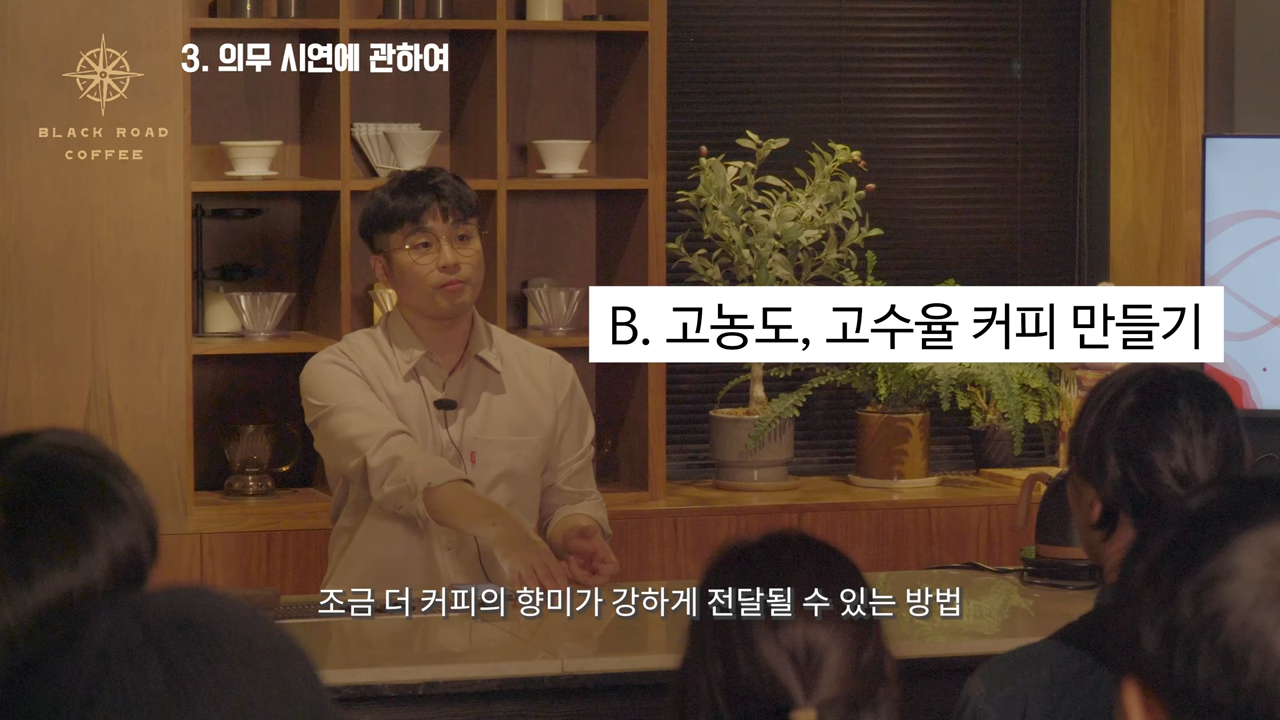 3. 의무 시연에 관하여
BLACK ROAD
COFFEE
B. 고농도, 고수율 커피 만들기
조금 더 커피의 향미가 강하게 전달될 수 있는 방법